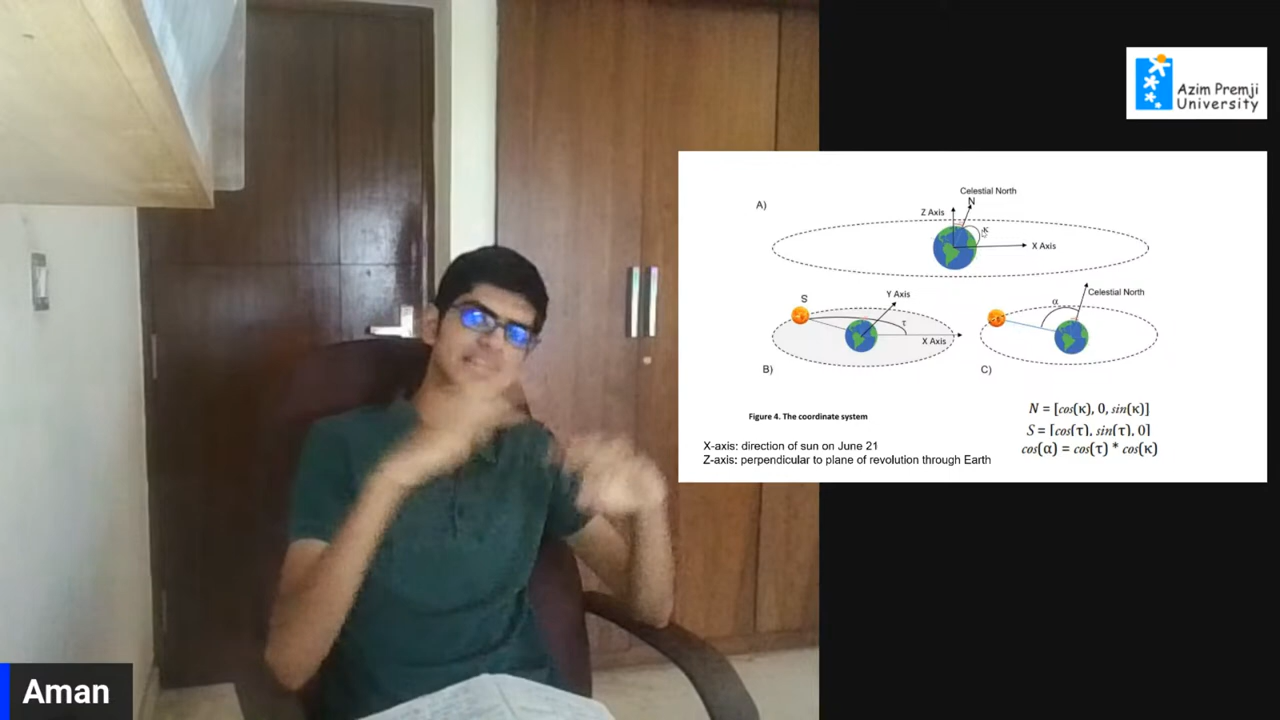 Azim Premji
University
A)
Celestial North
N
Z Axis
κ
X Axis
S
Y Axis
τ
X Axis
B)
α
Celestial North
S
C)
N = [cos(κ), 0, sin(κ)]
S = [cos(τ), sin(τ), 0]
cos(α) = cos(τ) * cos(κ)
Figure 4. The coordinate system
X-axis: direction of sun on June 21
Z-axis: perpendicular to plane of revolution through Earth
Aman